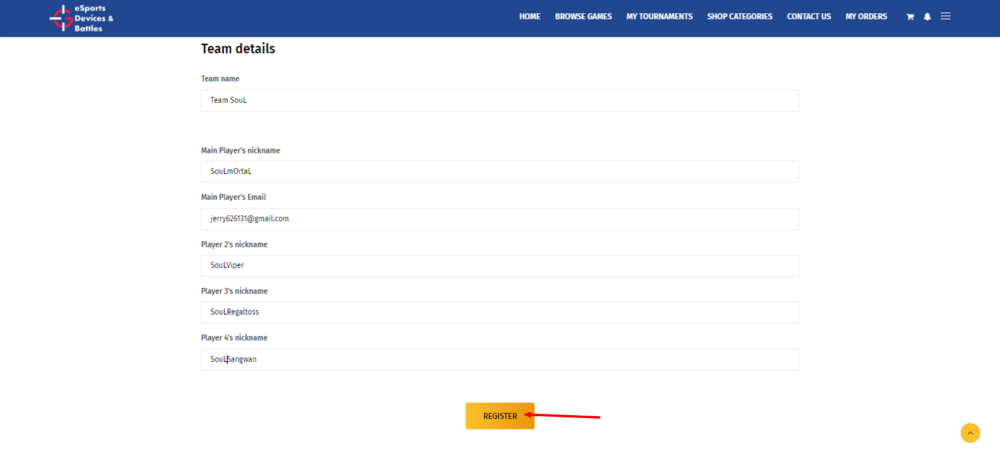 eSports
Devices &
Battles
HOME BROWSE GAMES MY TOURNAMENTS SHOP CATEGORIES CONTACT US MY ORDERS
Team details
Team name
Team SouL
Main Player's nickname
SouLmOrtaL
Main Player's Email
jerry626131@gmail.com
Player 2's nickname
SouLViper
Player 3's nickname
SouLRegaltoss
Player 4's nickname
SouLSangwan
REGISTER